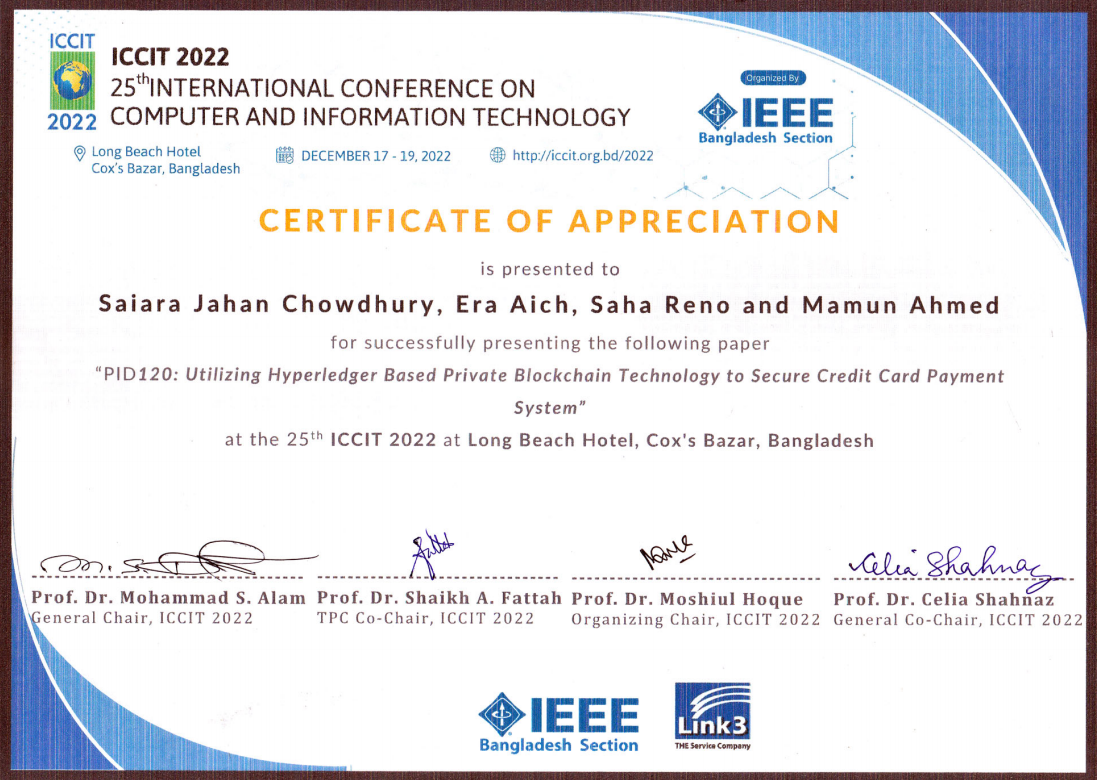 ICCIT
2022
ICCIT 2022
25th INTERNATIONAL CONFERENCE ON
COMPUTER AND INFORMATION TECHNOLOGY
Long Beach Hotel
Cox's Bazar, Bangladesh
DECEMBER 17 - 19, 2022
http://iccit.org.bd/2022
Organized By
IEEE
Bangladesh Section
CERTIFICATE OF APPRECIATION
is presented to
Saiara Jahan Chowdhury, Era Aich, Saha Reno and Mamun Ahmed
for successfully presenting the following paper
“PID120: Utilizing Hyperledger Based Private Blockchain Technology to Secure Credit Card Payment
System”
at the 25th ICCIT 2022 at Long Beach Hotel, Cox's Bazar, Bangladesh
Celia Shahnaz
Prof. Dr. Mohammad S. Alam
General Chair, ICCIT 2022
Prof. Dr. Shaikh A. Fattah
TPC Co-Chair, ICCIT 2022
Prof. Dr. Moshiul Hoque
Organizing Chair, ICCIT 2022
Prof. Dr. Celia Shahnaz
General Co-Chair, ICCIT 2022
IEEE
Bangladesh Section
Link3
THE Service Company